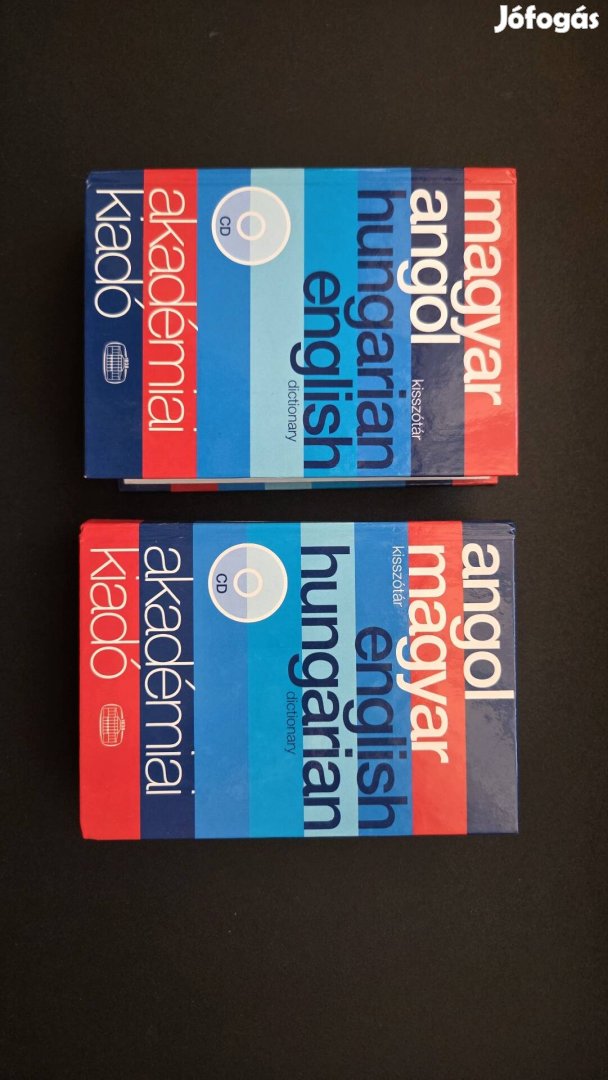 Jófogás
magyar
angol
kisszótár
hungarian
english
dictionary
CD
akadémiai
kiadó
angol
magyar
kisszótár
english
hungarian
dictionary
CD
akadémiai
kiadó